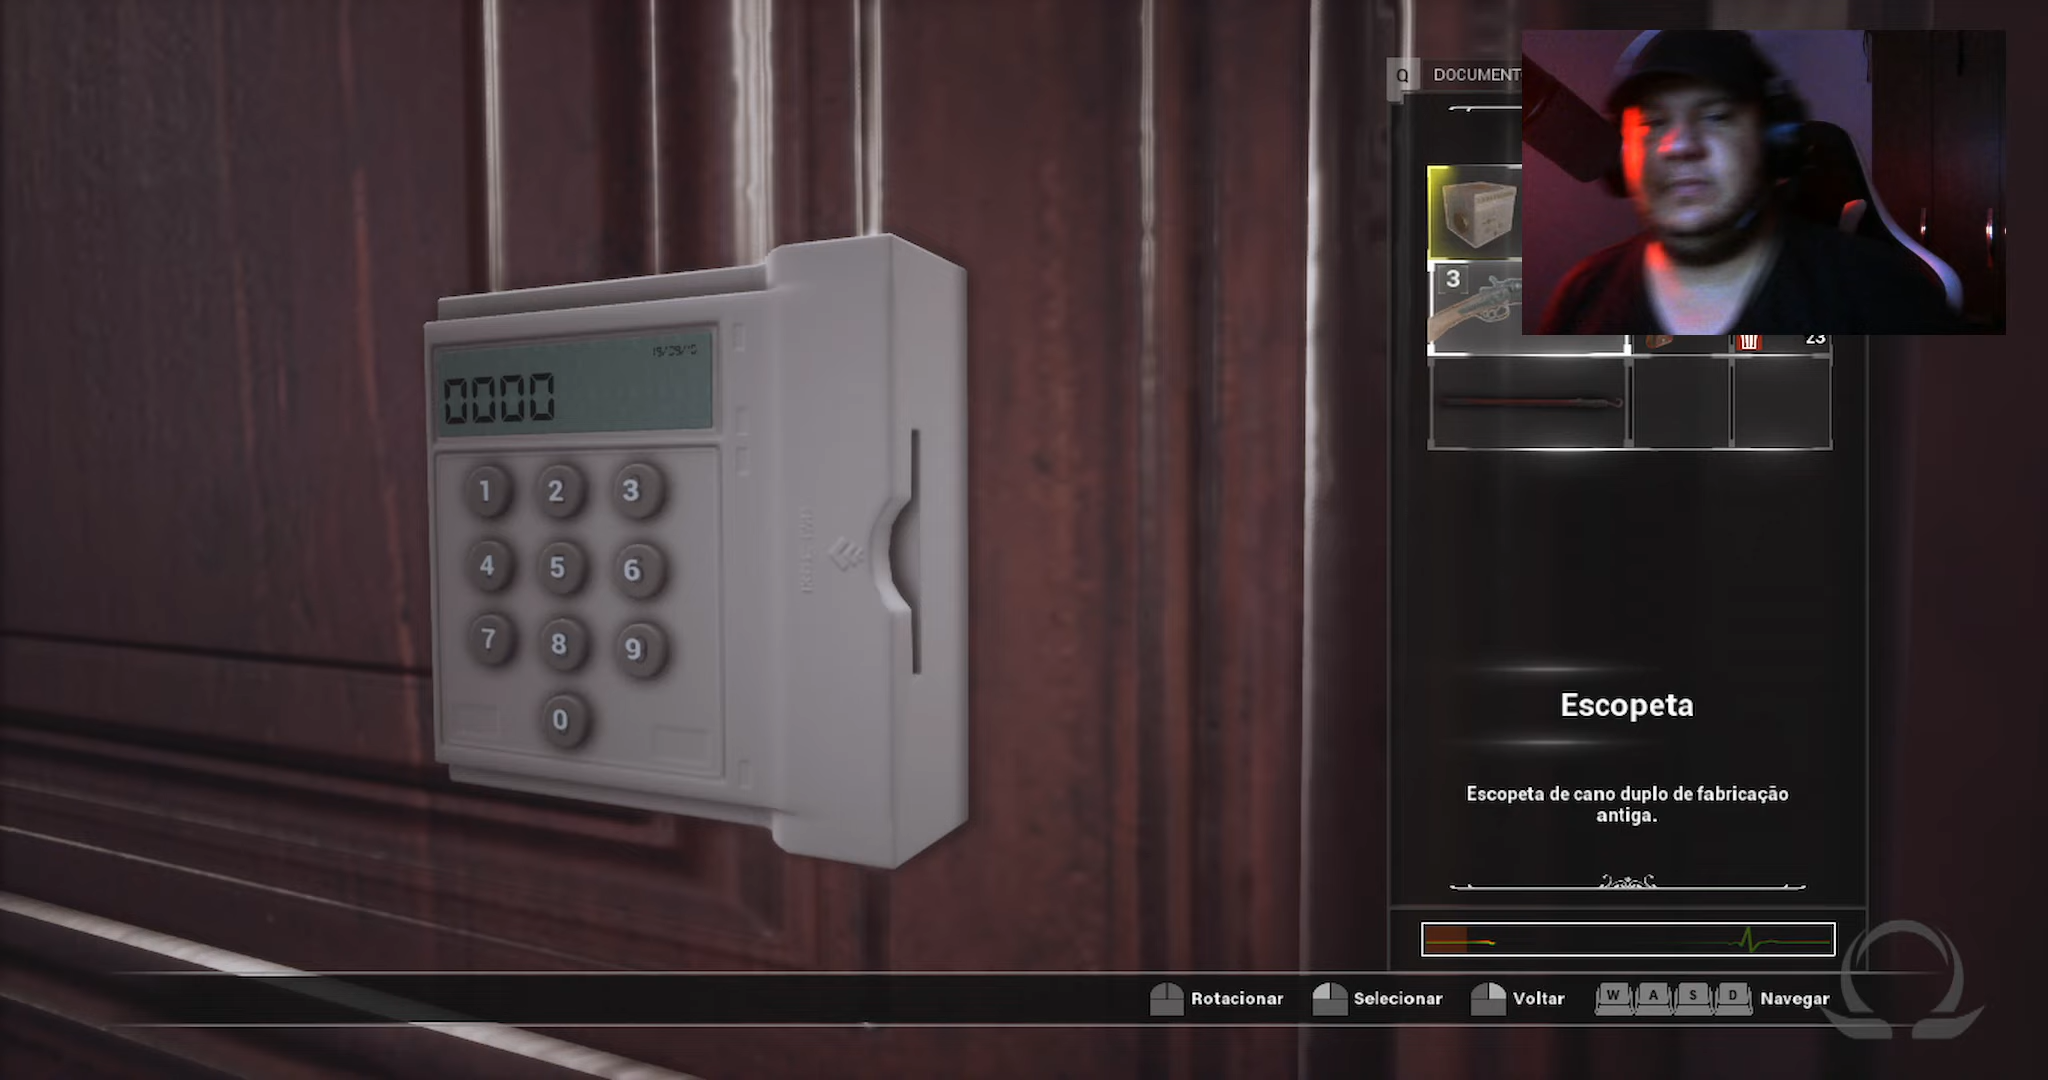 Q DOCUMENT
3
23
0000
1 2 3
4 5 6
7 8 9
0
Escopeta
Escopeta de cano duplo de fabricação
antiga.
Rotacionar Selecionar Voltar W A S D Navegar